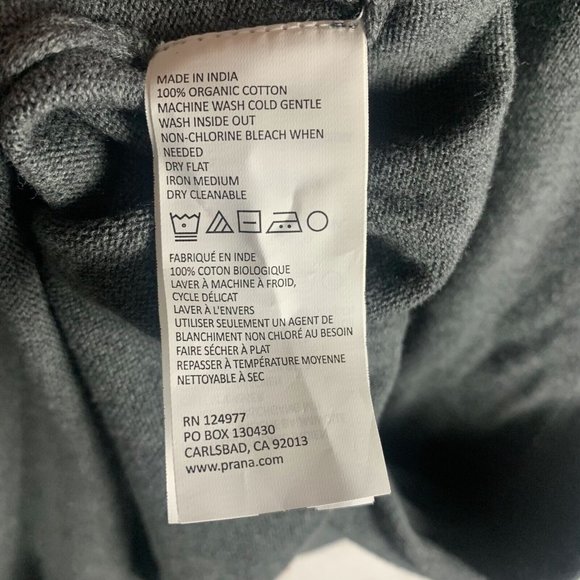 MADE IN INDIA
100% ORGANIC COTTON
MACHINE WASH COLD GENTLE
WASH INSIDE OUT
NON-CHLORINE BLEACH WHEN
NEEDED
DRY FLAT
IRON MEDIUM
DRY CLEANABLE
FABRIQUÉ EN INDE
100% COTON BIOLOGIQUE
LAVER À MACHINE À FROID,
CYCLE DÉLICAT
LAVER À L'ENVERS
UTILISER SEULEMENT UN AGENT DE
BLANCHIMENT NON CHLORÉ AU BESOIN
FAIRE SÉCHER À PLAT
REPASSER À TEMPÉRATURE MOYENNE
NETTOYABLE À SEC
RN 124977
PO BOX 130430
CARLSBAD, CA 92013
www.prana.com